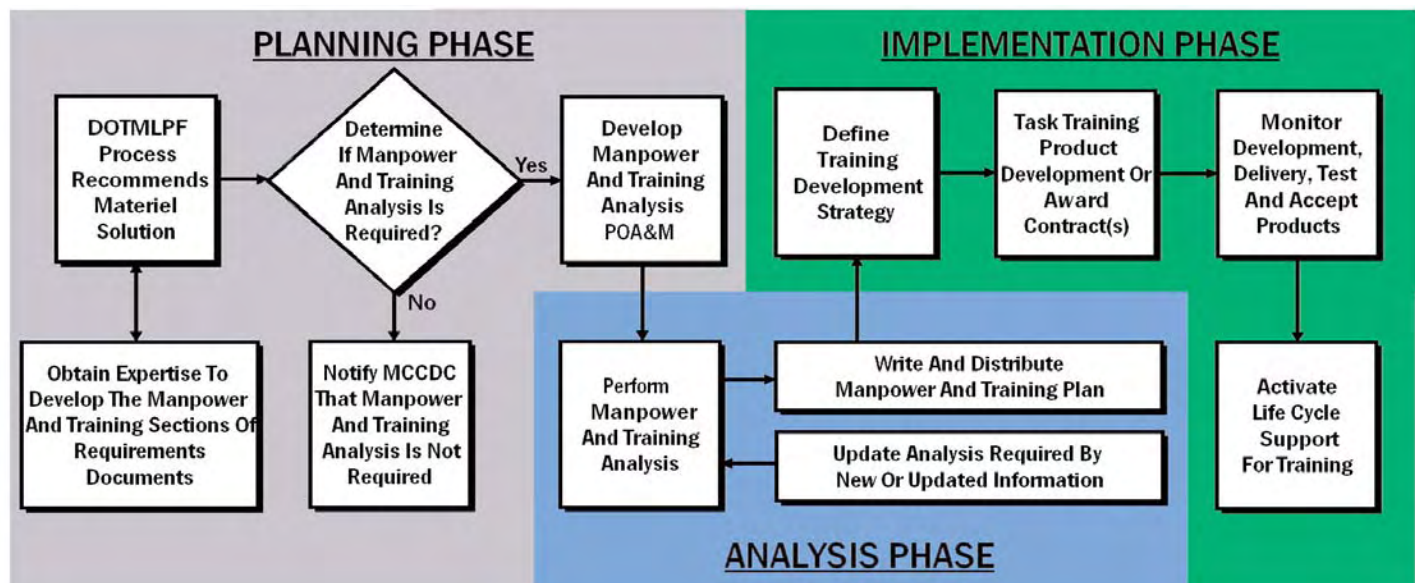 PLANNING PHASE
DOTMLPF
Process
Recommends
Materiel
Solution
Determine
If Manpower
And Training
Analysis Is
Required?
Yes
No
Develop
Manpower
And Training
Analysis
POA&M
Obtain Expertise To
Develop The Manpower
And Training Sections Of
Requirements
Documents
Notify MCCDC
That Manpower
And Training
Analysis Is Not
Required
IMPLEMENTATION PHASE
Define
Training
Development
Strategy
Task Training
Product
Development Or
Award
Contract(s)
Monitor
Development,
Delivery, Test
And Accept
Products
Activate
Life Cycle
Support
For Training
Perform
Manpower
And Training
Analysis
Write And Distribute
Manpower And Training Plan
Update Analysis Required By
New Or Updated Information
ANALYSIS PHASE